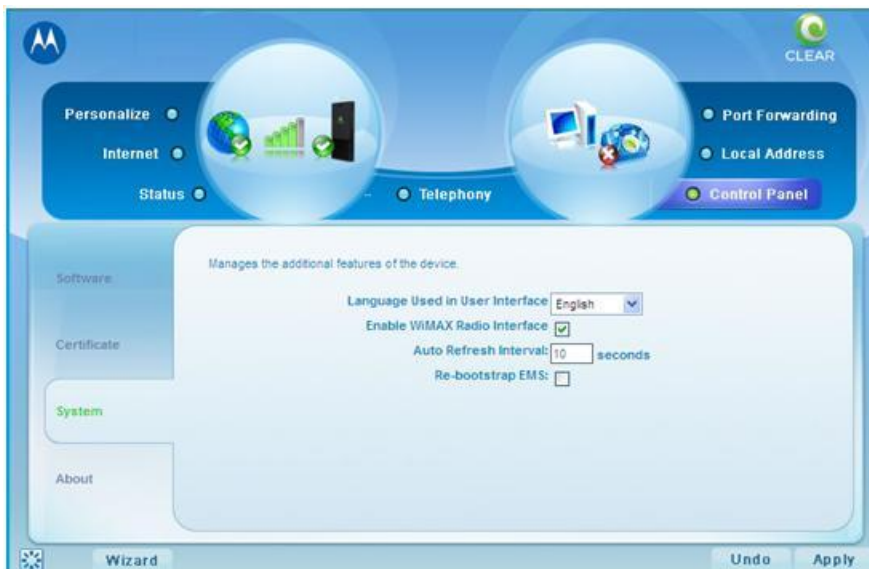 CLEAR
Personalize
Internet
Status
Telephony
Port Forwarding
Local Address
Control Panel
Software
Certificate
System
About
Manages the additional features of the device.
Language Used in User Interface English
Enable WiMAX Radio Interface
Auto Refresh Interval: 10 seconds
Re-bootstrap EMS:
Wizard
Undo
Apply